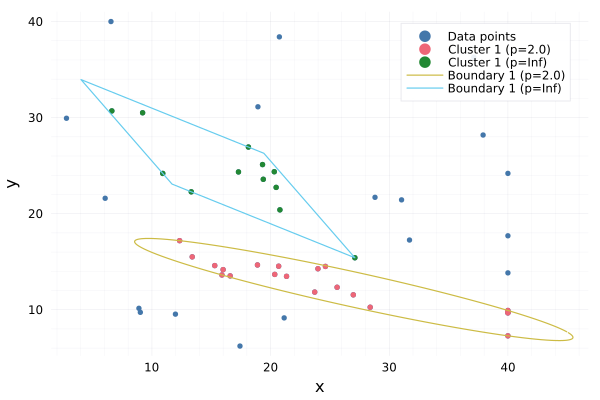 Data points
Cluster 1 (p=2.0)
Cluster 1 (p=Inf)
Boundary 1 (p=2.0)
Boundary 1 (p=Inf)
40
30
20
10
y
10 20 30 40
x